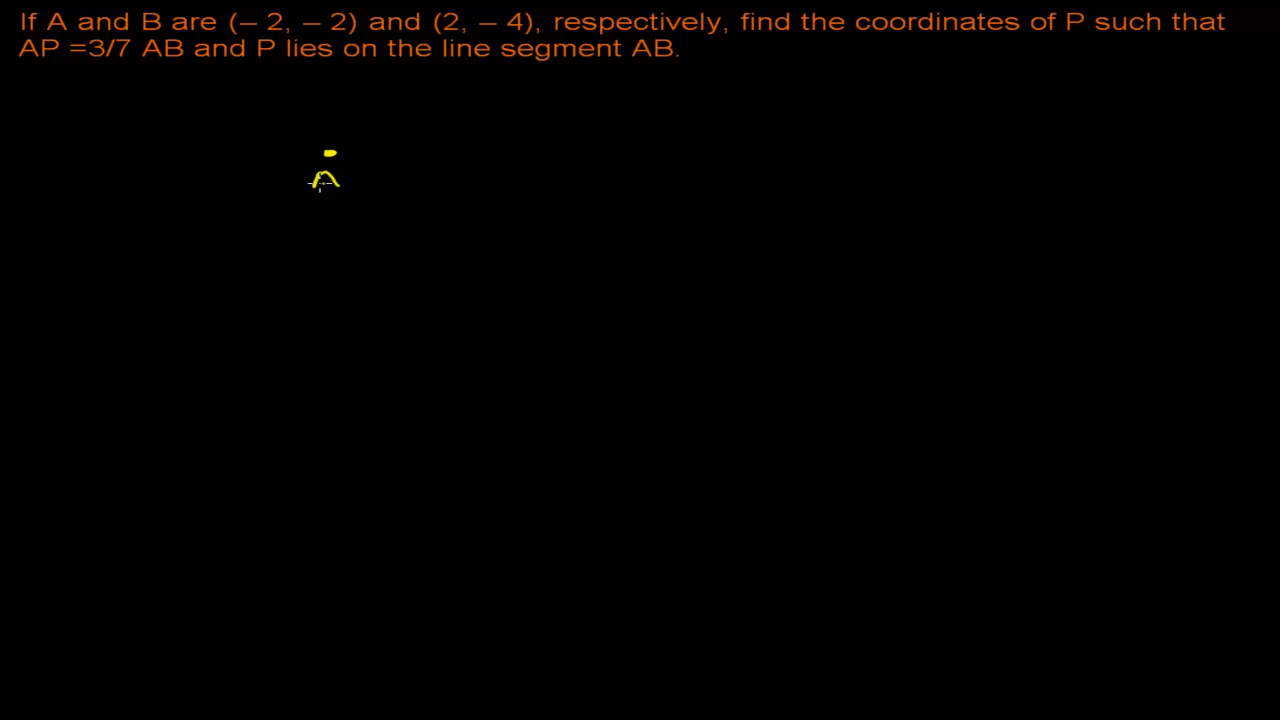 If A and B are (– 2, – 2) and (2, – 4), respectively, find the coordinates of P such that
AP =3/7 AB and P lies on the line segment AB.
A